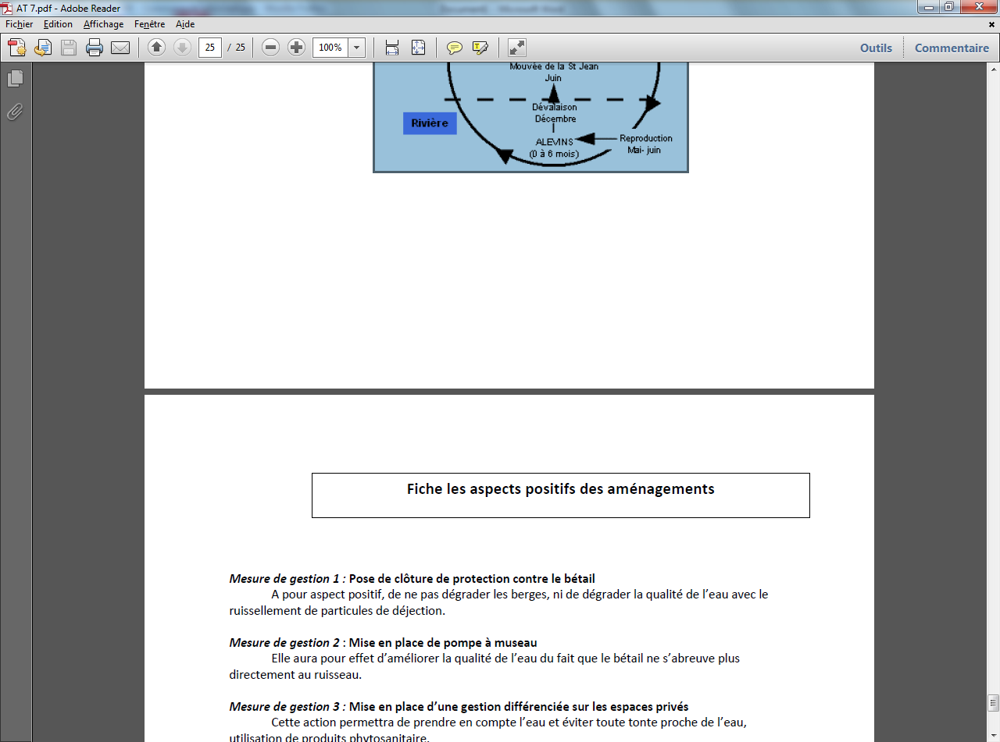 AT 7.pdf - Adobe Reader
Fichier Edition Affichage Fenêtre Aide
25 / 25 100% Outils Commentaire
Mouvée de la St Jean
Juin
Dévalaison
Décembre
Rivière
ALEVINS
(0 à 6 mois)
Reproduction
Mai- juin
Fiche les aspects positifs des aménagements
Mesure de gestion 1 : Pose de clôture de protection contre le bétail
A pour aspect positif, de ne pas dégrader les berges, ni de dégrader la qualité de l’eau avec le
ruissellement de particules de déjection.
Mesure de gestion 2 : Mise en place de pompe à museau
Elle aura pour effet d’améliorer la qualité de l’eau du fait que le bétail ne s’abreuve plus
directement au ruisseau.
Mesure de gestion 3 : Mise en place d’une gestion différenciée sur les espaces privés
Cette action permettra de prendre en compte l’eau et éviter toute tonte proche de l’eau,
utilisation de produits phytosanitaire.